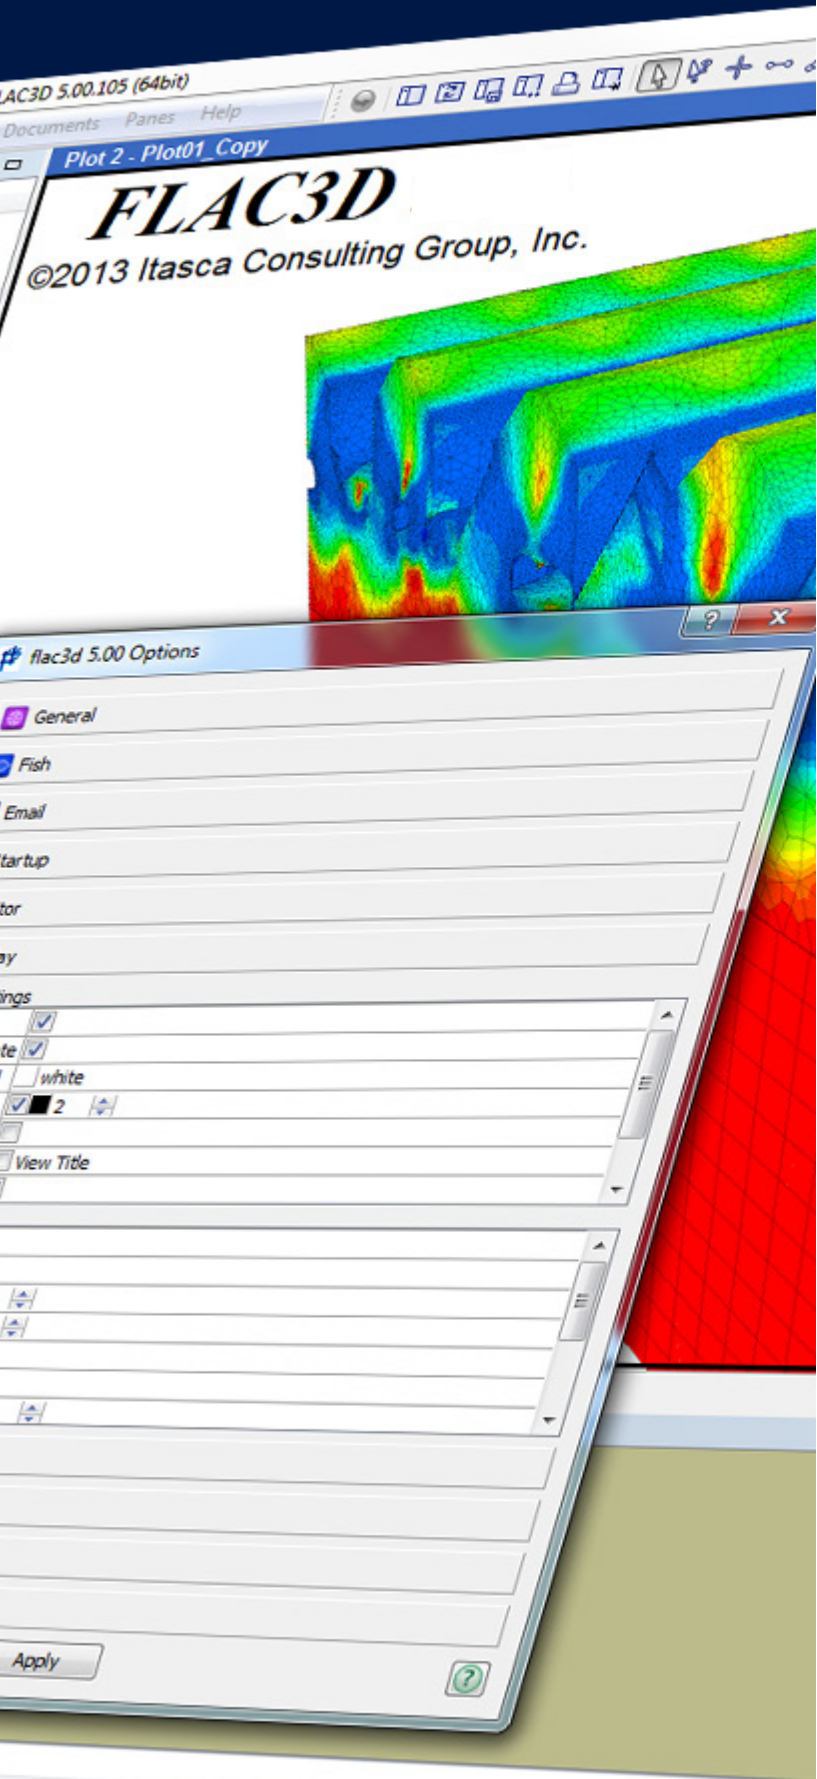 LAC3D 5.00.105 (64bit)
Documents Panes Help
Plot 2 - Plot01_Copy
FLAC3D
©2013 Itasca Consulting Group, Inc.
flac3d 5.00 Options
General
Fish
Email
tartup
tor
ay
ings
te
white
2
View Title
Apply